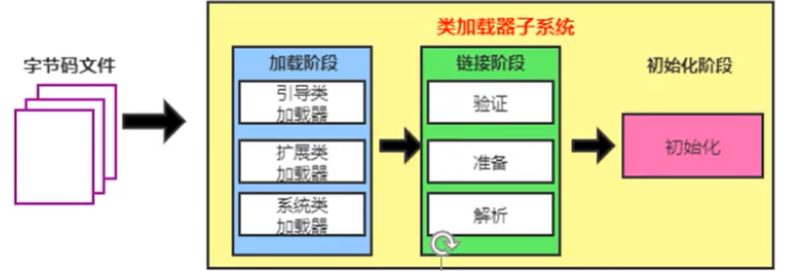 类加载器子系统
字节码文件
加载阶段
引导类
加载器
扩展类
加载器
系统类
加载器
链接阶段
验证
准备
解析
初始化阶段
初始化